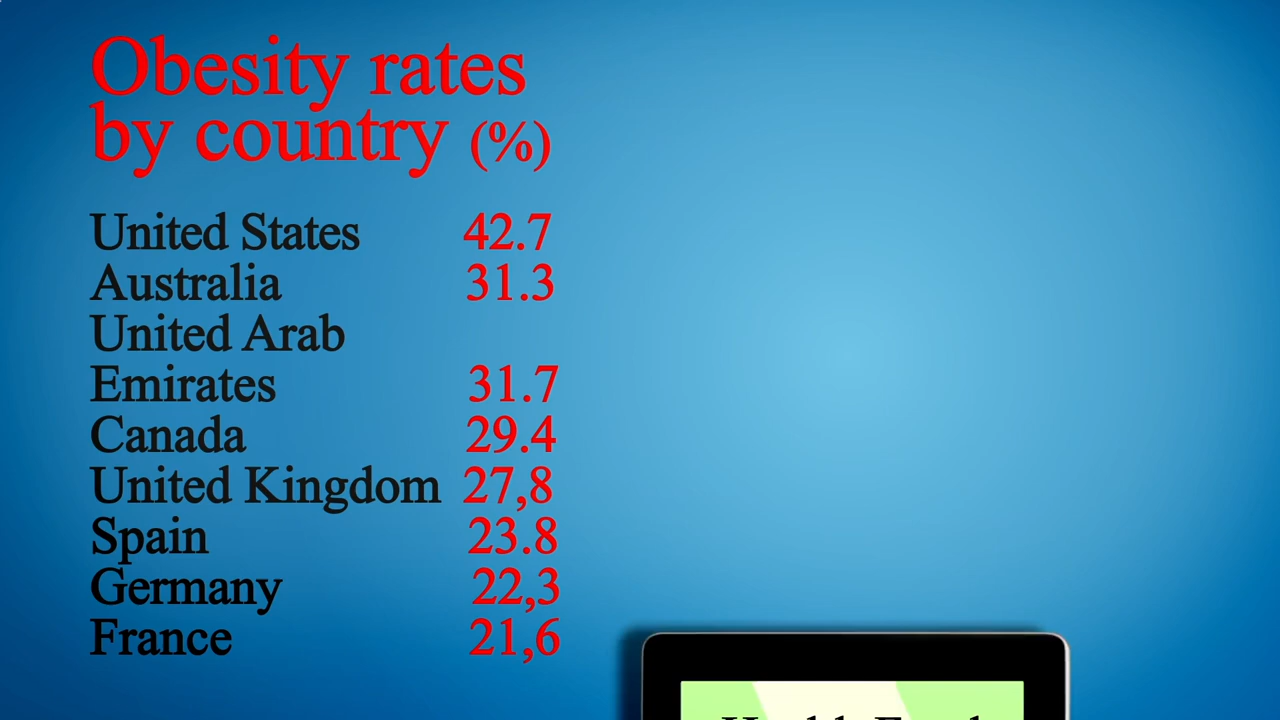 Obesity rates
by country (%)
United States 42.7
Australia 31.3
United Arab
Emirates 31.7
Canada 29.4
United Kingdom 27,8
Spain 23.8
Germany 22,3
France 21,6